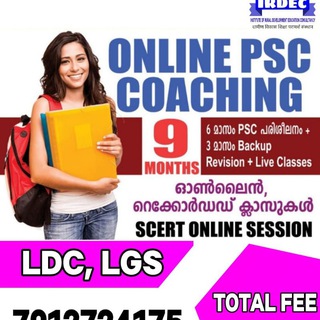 IRDEC
INSTITUTE OF RURAL DEVELOPMENT EDUCATION CONSULTANCY
ONLINE PSC
COACHING
9
MONTHS
6 മാസം PSC പരിശീലനം +
3 മാസം Backup
Revision + Live Classes
ഓൺലൈൻ,
റെക്കോർഡഡ് ക്ലാസുകൾ
SCERT ONLINE SESSION
LDC, LGS
TOTAL FEE